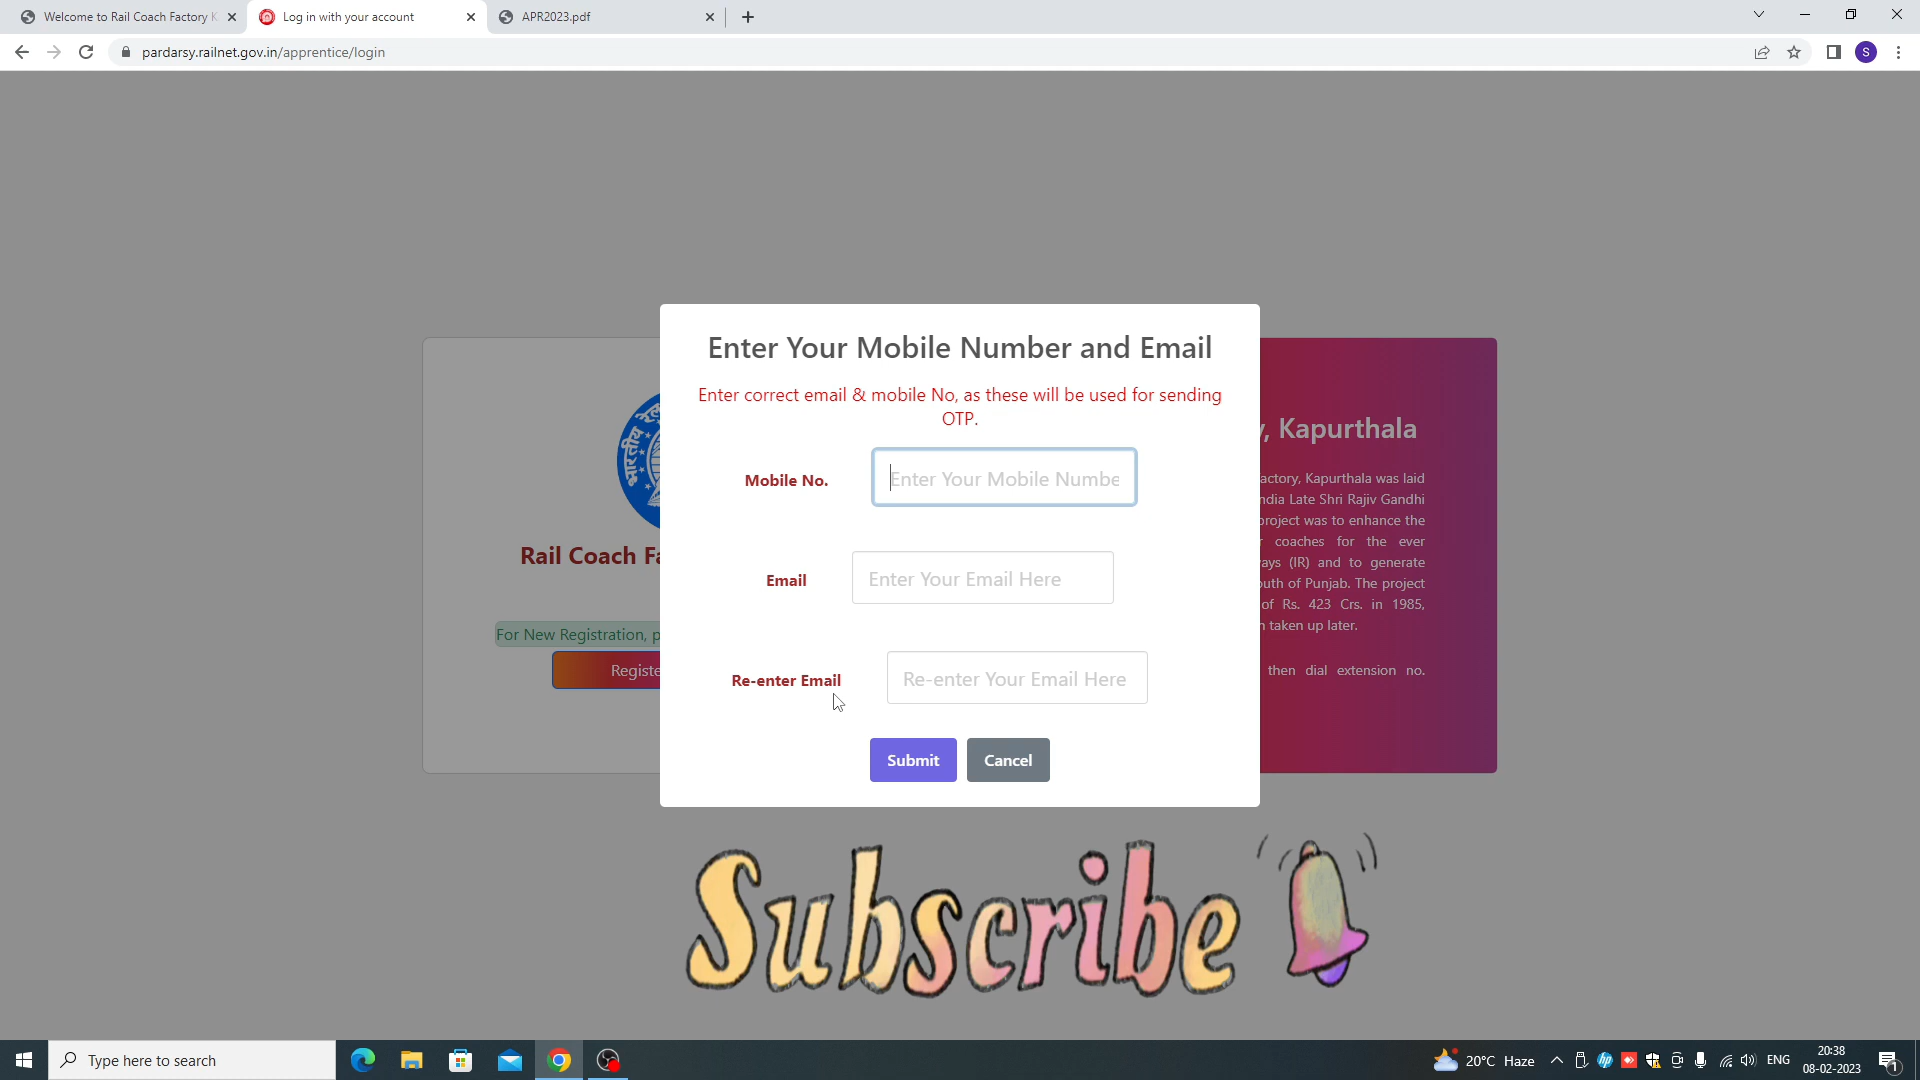 Welcome to Rail Coach Factory K
Log in with your account
APR2023.pdf
pardarsy.railnet.gov.in/apprentice/login
S
Enter Your Mobile Number and Email
Enter correct email & mobile No, as these will be used for sending
OTP.
Mobile No.
Enter Your Mobile Numbe
Email
Enter Your Email Here
Re-enter Email
Re-enter Your Email Here
Submit
Cancel
भारतीय रेल
Rail Coach Fa
For New Registration, p
Registe
, Kapurthala
actory, Kapurthala was laid
ndia Late Shri Rajiv Gandhi
project was to enhance the
coaches for the ever
ays (IR) and to generate
uth of Punjab. The project
of Rs. 423 Crs. in 1985,
taken up later.
then dial extension no.
Subscribe
Type here to search
20°C Haze
hp
ENG
20:38
08-02-2023
1